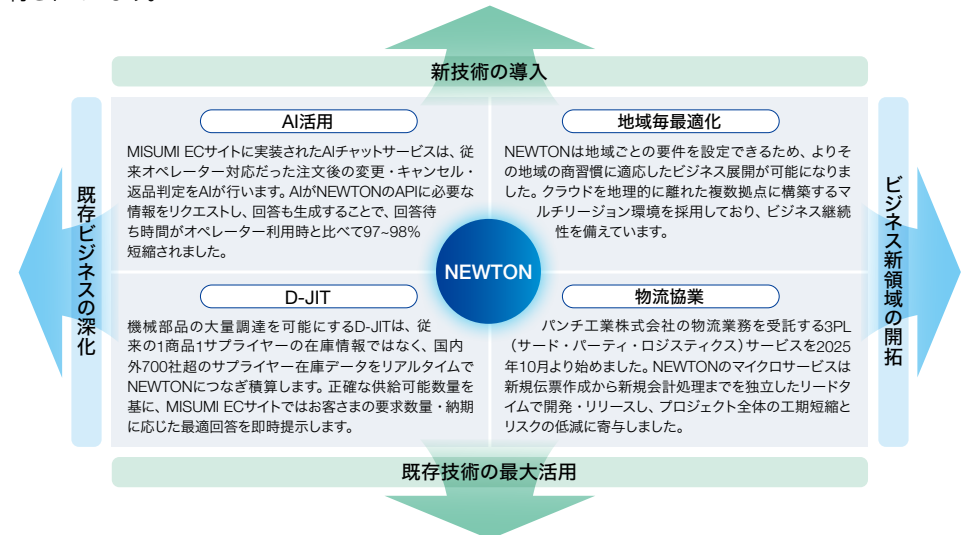 新技術の導入
既存ビジネスの深化
AI活用
MISUMI ECサイトに実装されたAIチャットサービスは、従
来オペレーター対応だった注文後の変更・キャンセル・
返品判定をAIが行います。AIがNEWTONのAPIに必要な
情報をリクエストし、回答も生成することで、回答待
ち時間がオペレーター利用時と比べて97~98%
短縮されました。
地域毎最適化
NEWTONは地域ごとの要件を設定できるため、よりそ
の地域の商習慣に適応したビジネス展開が可能になりま
した。クラウドを地理的に離れた複数拠点に構築するマ
ルチリージョン環境を採用しており、ビジネス継続
性を備えています。
NEWTON
D-JIT
機械部品の大量調達を可能にするD-JITは、従
来の1商品1サプライヤーの在庫情報ではなく、国内
外700社超のサプライヤー在庫データをリアルタイムで
NEWTONにつなぎ積算します。正確な供給可能数量を
基に、MISUMI ECサイトではお客さまの要求数量・納期
に応じた最適回答を即時提示します。
物流協業
パンチ工業株式会社の物流業務を受託する3PL
（サード・パーティ・ロジスティクス）サービスを2025
年10月より始めました。NEWTONのマイクロサービスは
新規伝票作成から新規会計処理までを独立したリードタ
イムで開発・リリースし、プロジェクト全体の工期短縮と
リスクの低減に寄与しました。
ビジネス新領域の開拓
既存技術の最大活用